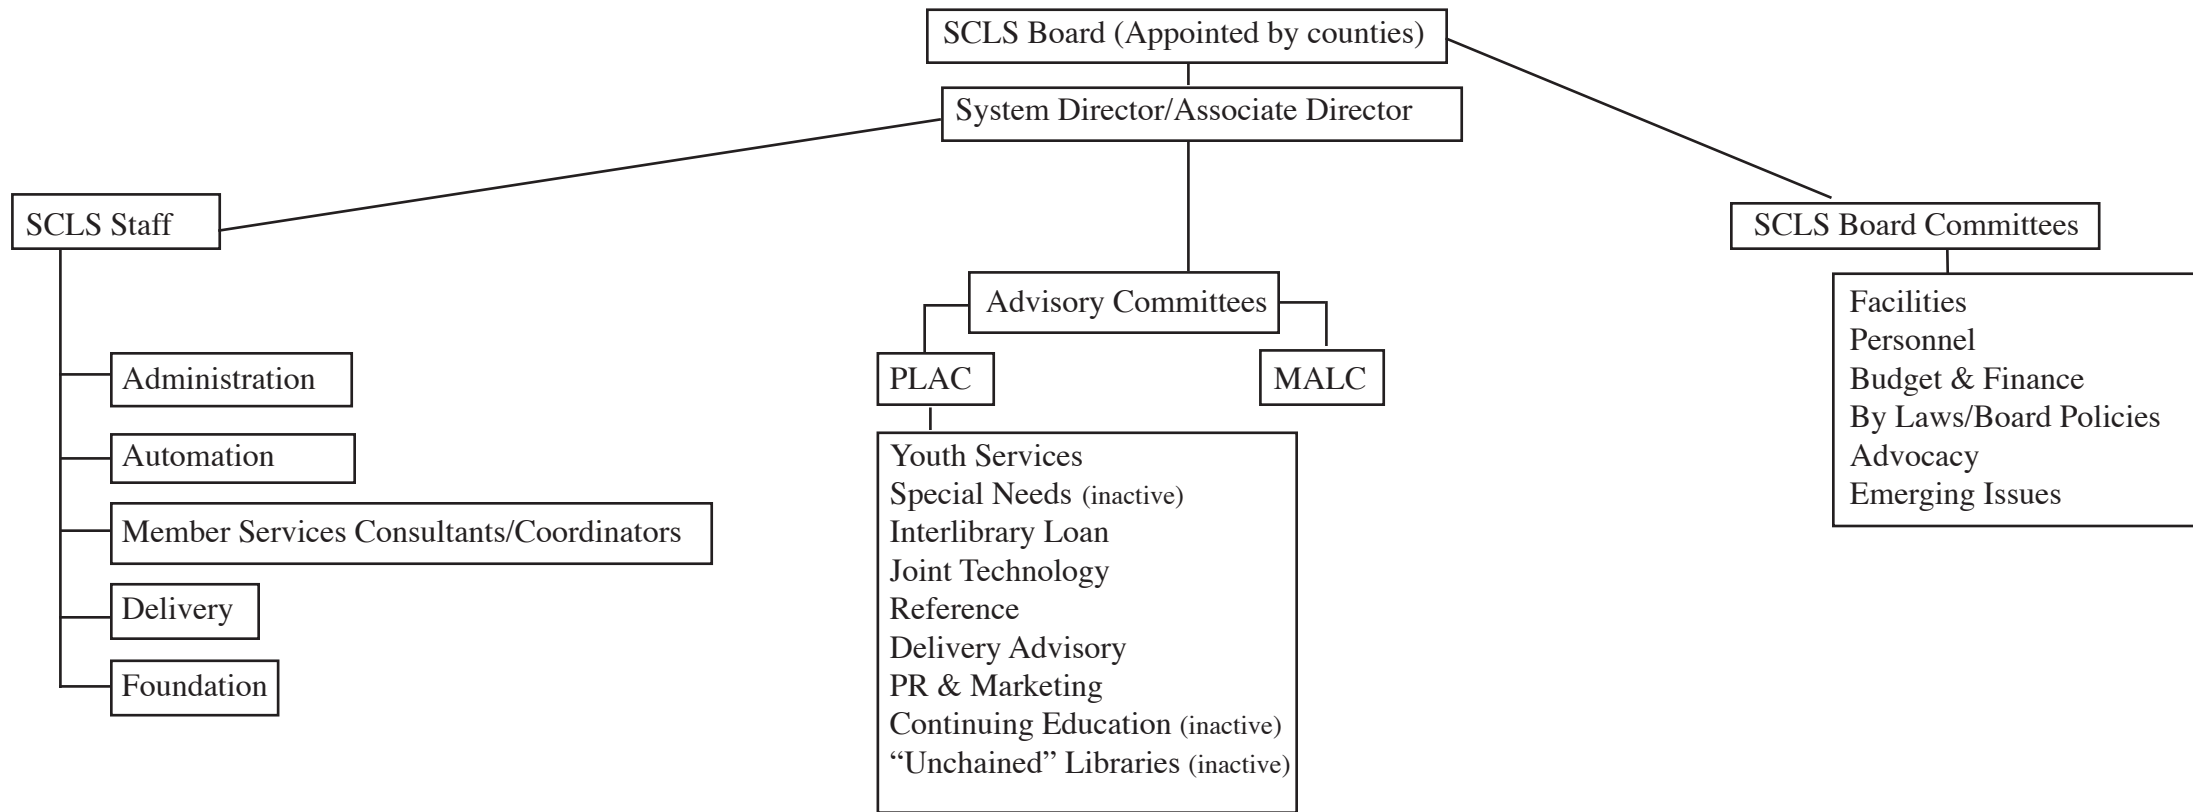 SCLS Board (Appointed by counties)
System Director/Associate Director
SCLS Staff
SCLS Board Committees
Advisory Committees
Administration
Automation
Member Services Consultants/Coordinators
Delivery
Foundation
PLAC
MALC
Youth Services
Special Needs (inactive)
Interlibrary Loan
Joint Technology
Reference
Delivery Advisory
PR & Marketing
Continuing Education (inactive)
“Unchained” Libraries (inactive)
Facilities
Personnel
Budget & Finance
By Laws/Board Policies
Advocacy
Emerging Issues